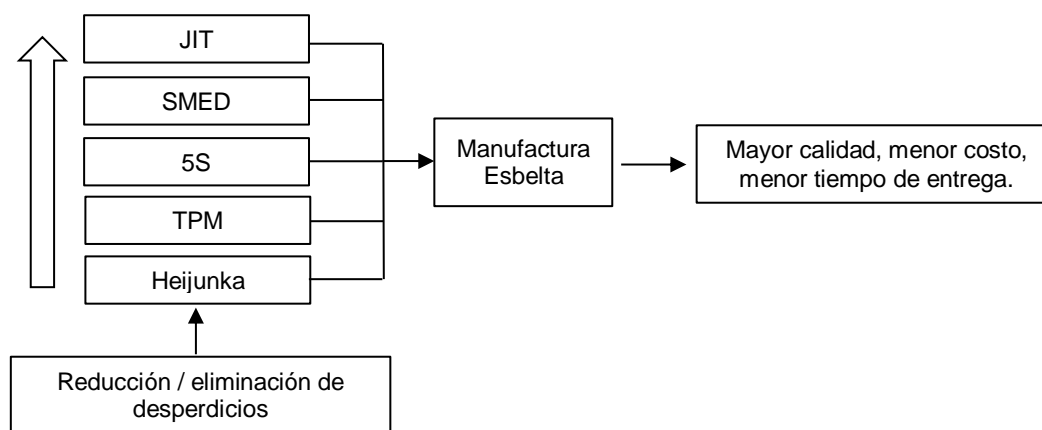 JIT
SMED
5S
TPM
Heijunka
Manufactura
Esbelta
Mayor calidad, menor costo,
menor tiempo de entrega.
Reducción / eliminación de
desperdicios